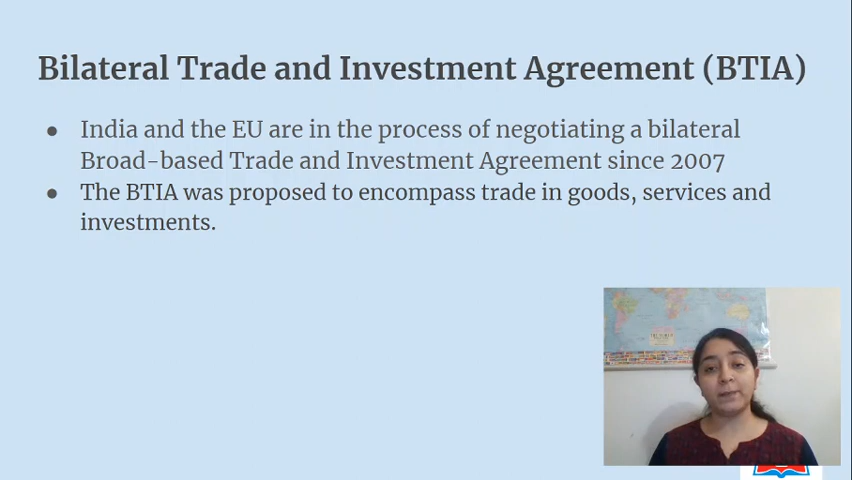 Bilateral Trade and Investment Agreement (BTIA)
● India and the EU are in the process of negotiating a bilateral
Broad-based Trade and Investment Agreement since 2007
● The BTIA was proposed to encompass trade in goods, services and
investments.